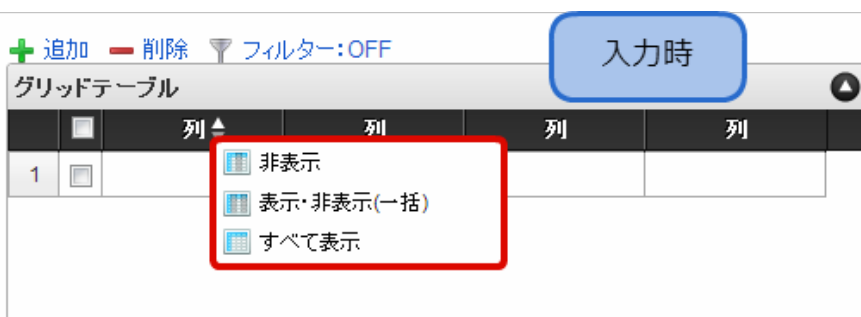 追加 削除 フィルター:OFF
入力時
グリッドテーブル
列 列 列 列
1
非表示
表示・非表示(一括)
すべて表示